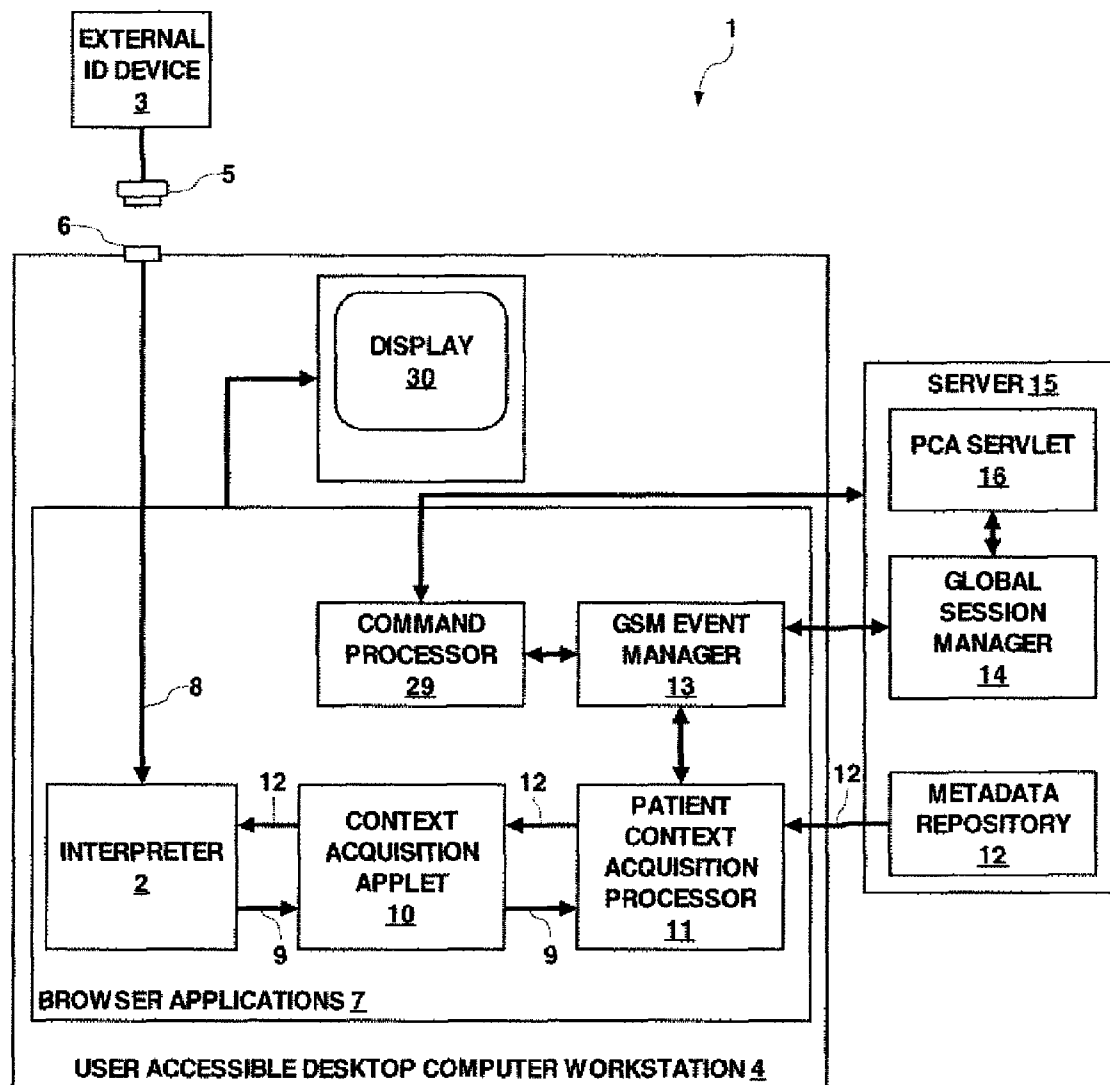 EXTERNAL
ID DEVICE
3
1
5
6
DISPLAY
30
SERVER 15
PCA SERVLET
16
COMMAND
PROCESSOR
29
GSM EVENT
MANAGER
13
GLOBAL
SESSION
MANAGER
14
8
INTERPRETER
2
12
9
CONTEXT
ACQUISITION
APPLET
10
12
9
PATIENT
CONTEXT
ACQUISITION
PROCESSOR
11
12
METADATA
REPOSITORY
12
BROWSER APPLICATIONS 7
USER ACCESSIBLE DESKTOP COMPUTER WORKSTATION 4